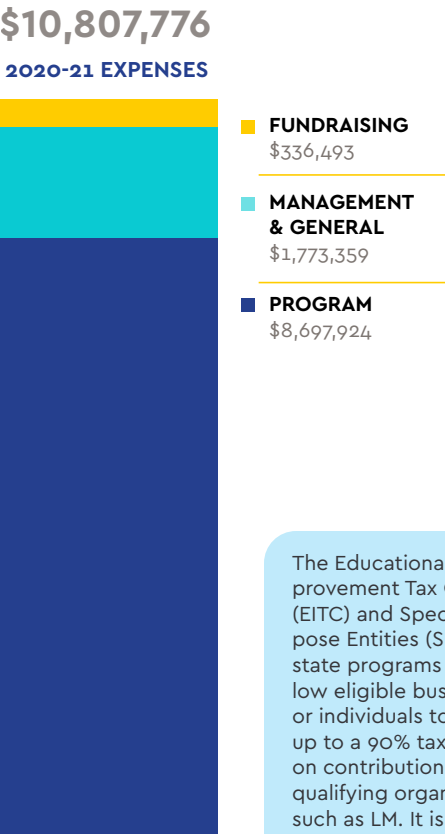 $10,807,776
2020-21 EXPENSES
FUNDRAISING
$336,493
MANAGEMENT
& GENERAL
$1,773,359
PROGRAM
$8,697,924
The Educationa
provement Tax
(EITC) and Spec
pose Entities (S
state programs
low eligible bus
or individuals to
up to a 90% tax
on contribution
qualifying organ
such as LM. It is